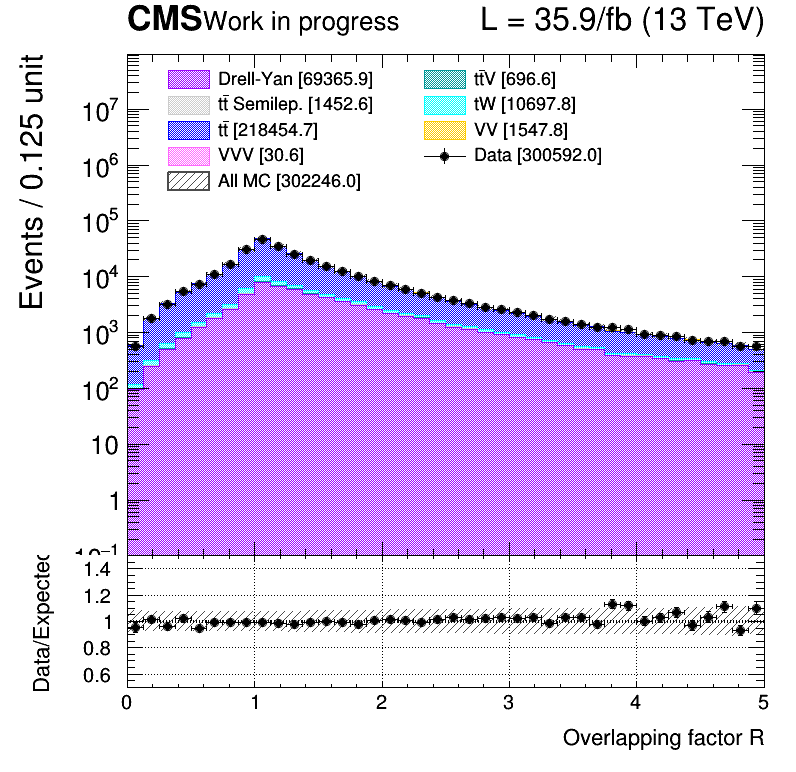 CMS Work in progress L = 35.9/fb (13 TeV)
Events / 0.125 unit
Drell-Yan [69365.9]
tt̄ Semilep. [1452.6]
tt̄ [218454.7]
VVV [30.6]
All MC [302246.0]
tt̄V [696.6]
tW [10697.8]
VV [1547.8]
Data [300592.0]
10⁷
10⁶
10⁵
10⁴
10³
10²
10
1
10⁻¹
Data/Expected
1.4
1.2
1
0.8
0.6
0 1 2 3 4 5
Overlapping factor R